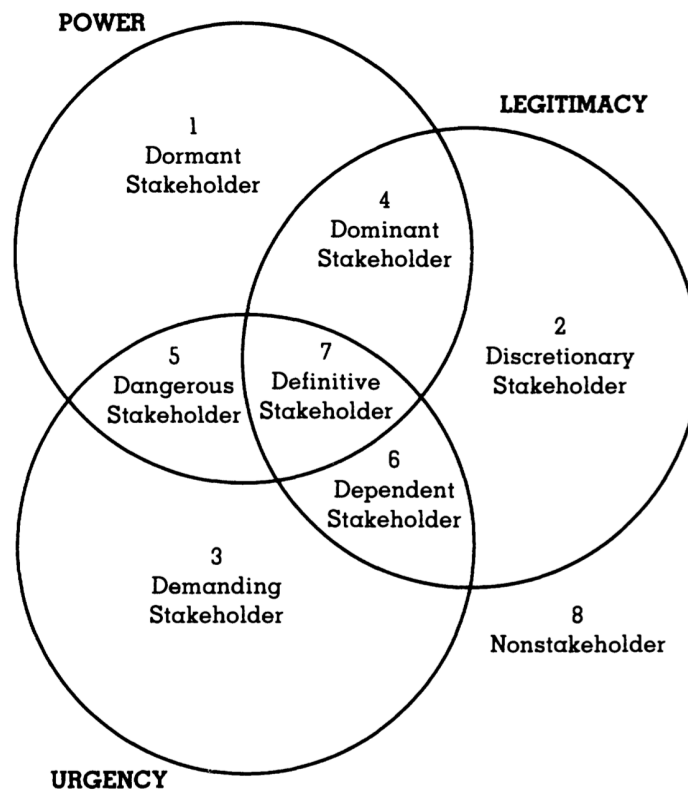 POWER
LEGITIMACY
1
Dormant
Stakeholder
4
Dominant
Stakeholder
2
Discretionary
Stakeholder
5
Dangerous
Stakeholder
7
Definitive
Stakeholder
6
Dependent
Stakeholder
3
Demanding
Stakeholder
8
Nonstakeholder
URGENCY